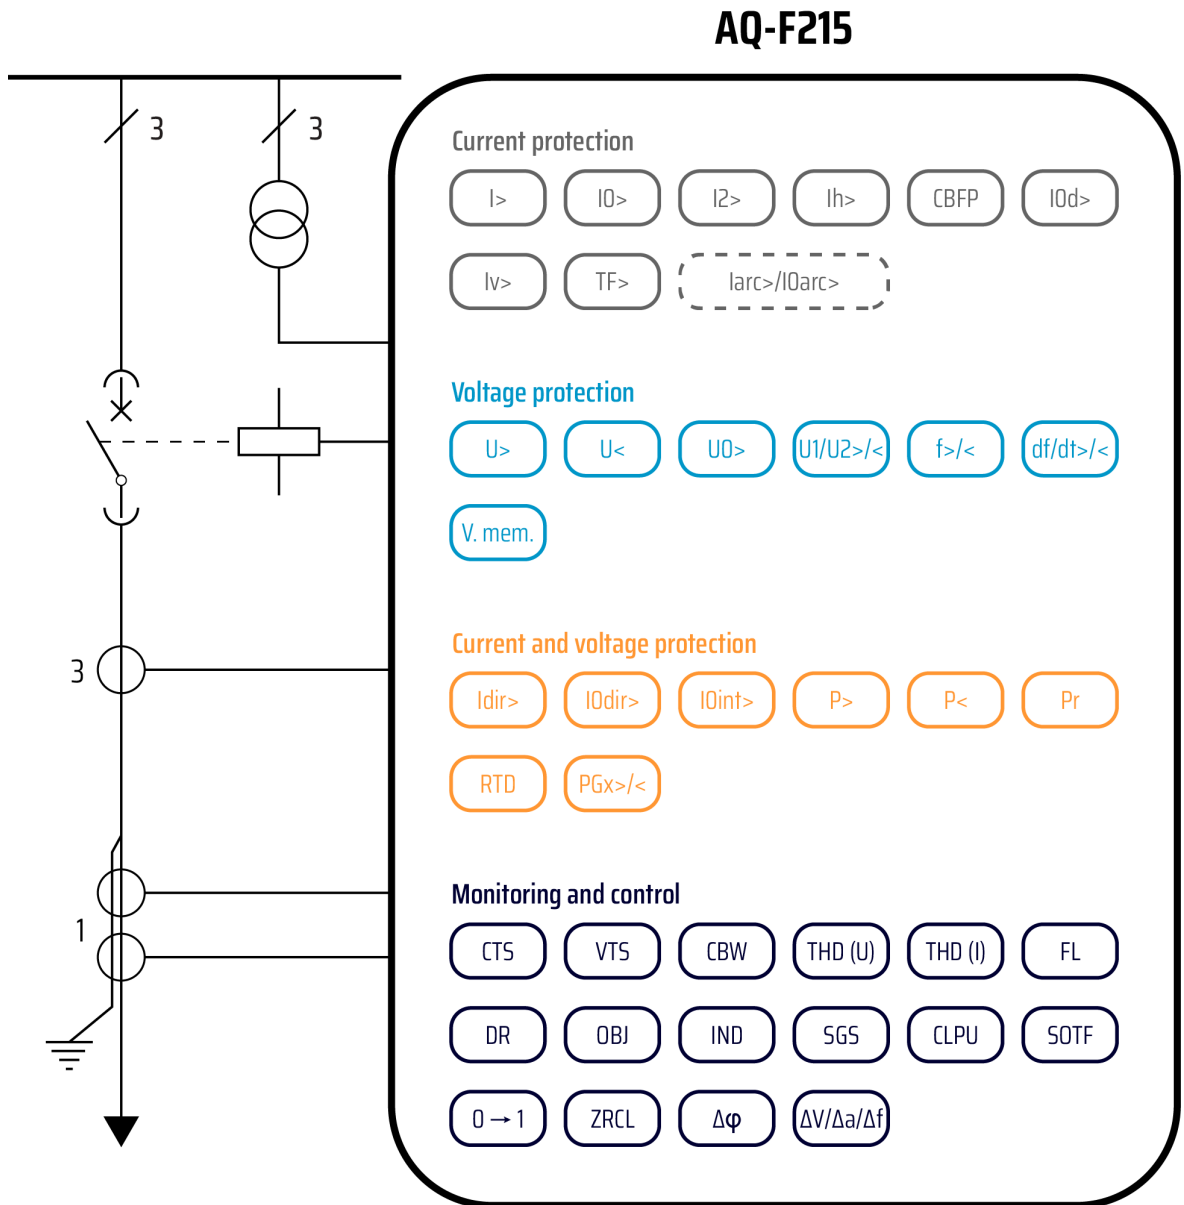 AQ-F215
3
3
Current protection
I> I0> I2> Ih> CBFP I0d>
Iv> TF> Iarc>/I0arc>
Voltage protection
U> U< U0> U1/U2>/< f>/< df/dt>/<
V. mem.
Current and voltage protection
3
Idir> I0dir> I0int> P> P< Pr
RTD PGx>/<
Monitoring and control
1
CTS VTS CBW THD (U) THD (I) FL
DR OBJ IND SGS CLPU SOTF
0 → 1 ZRCL Δφ ΔV/Δa/Δf